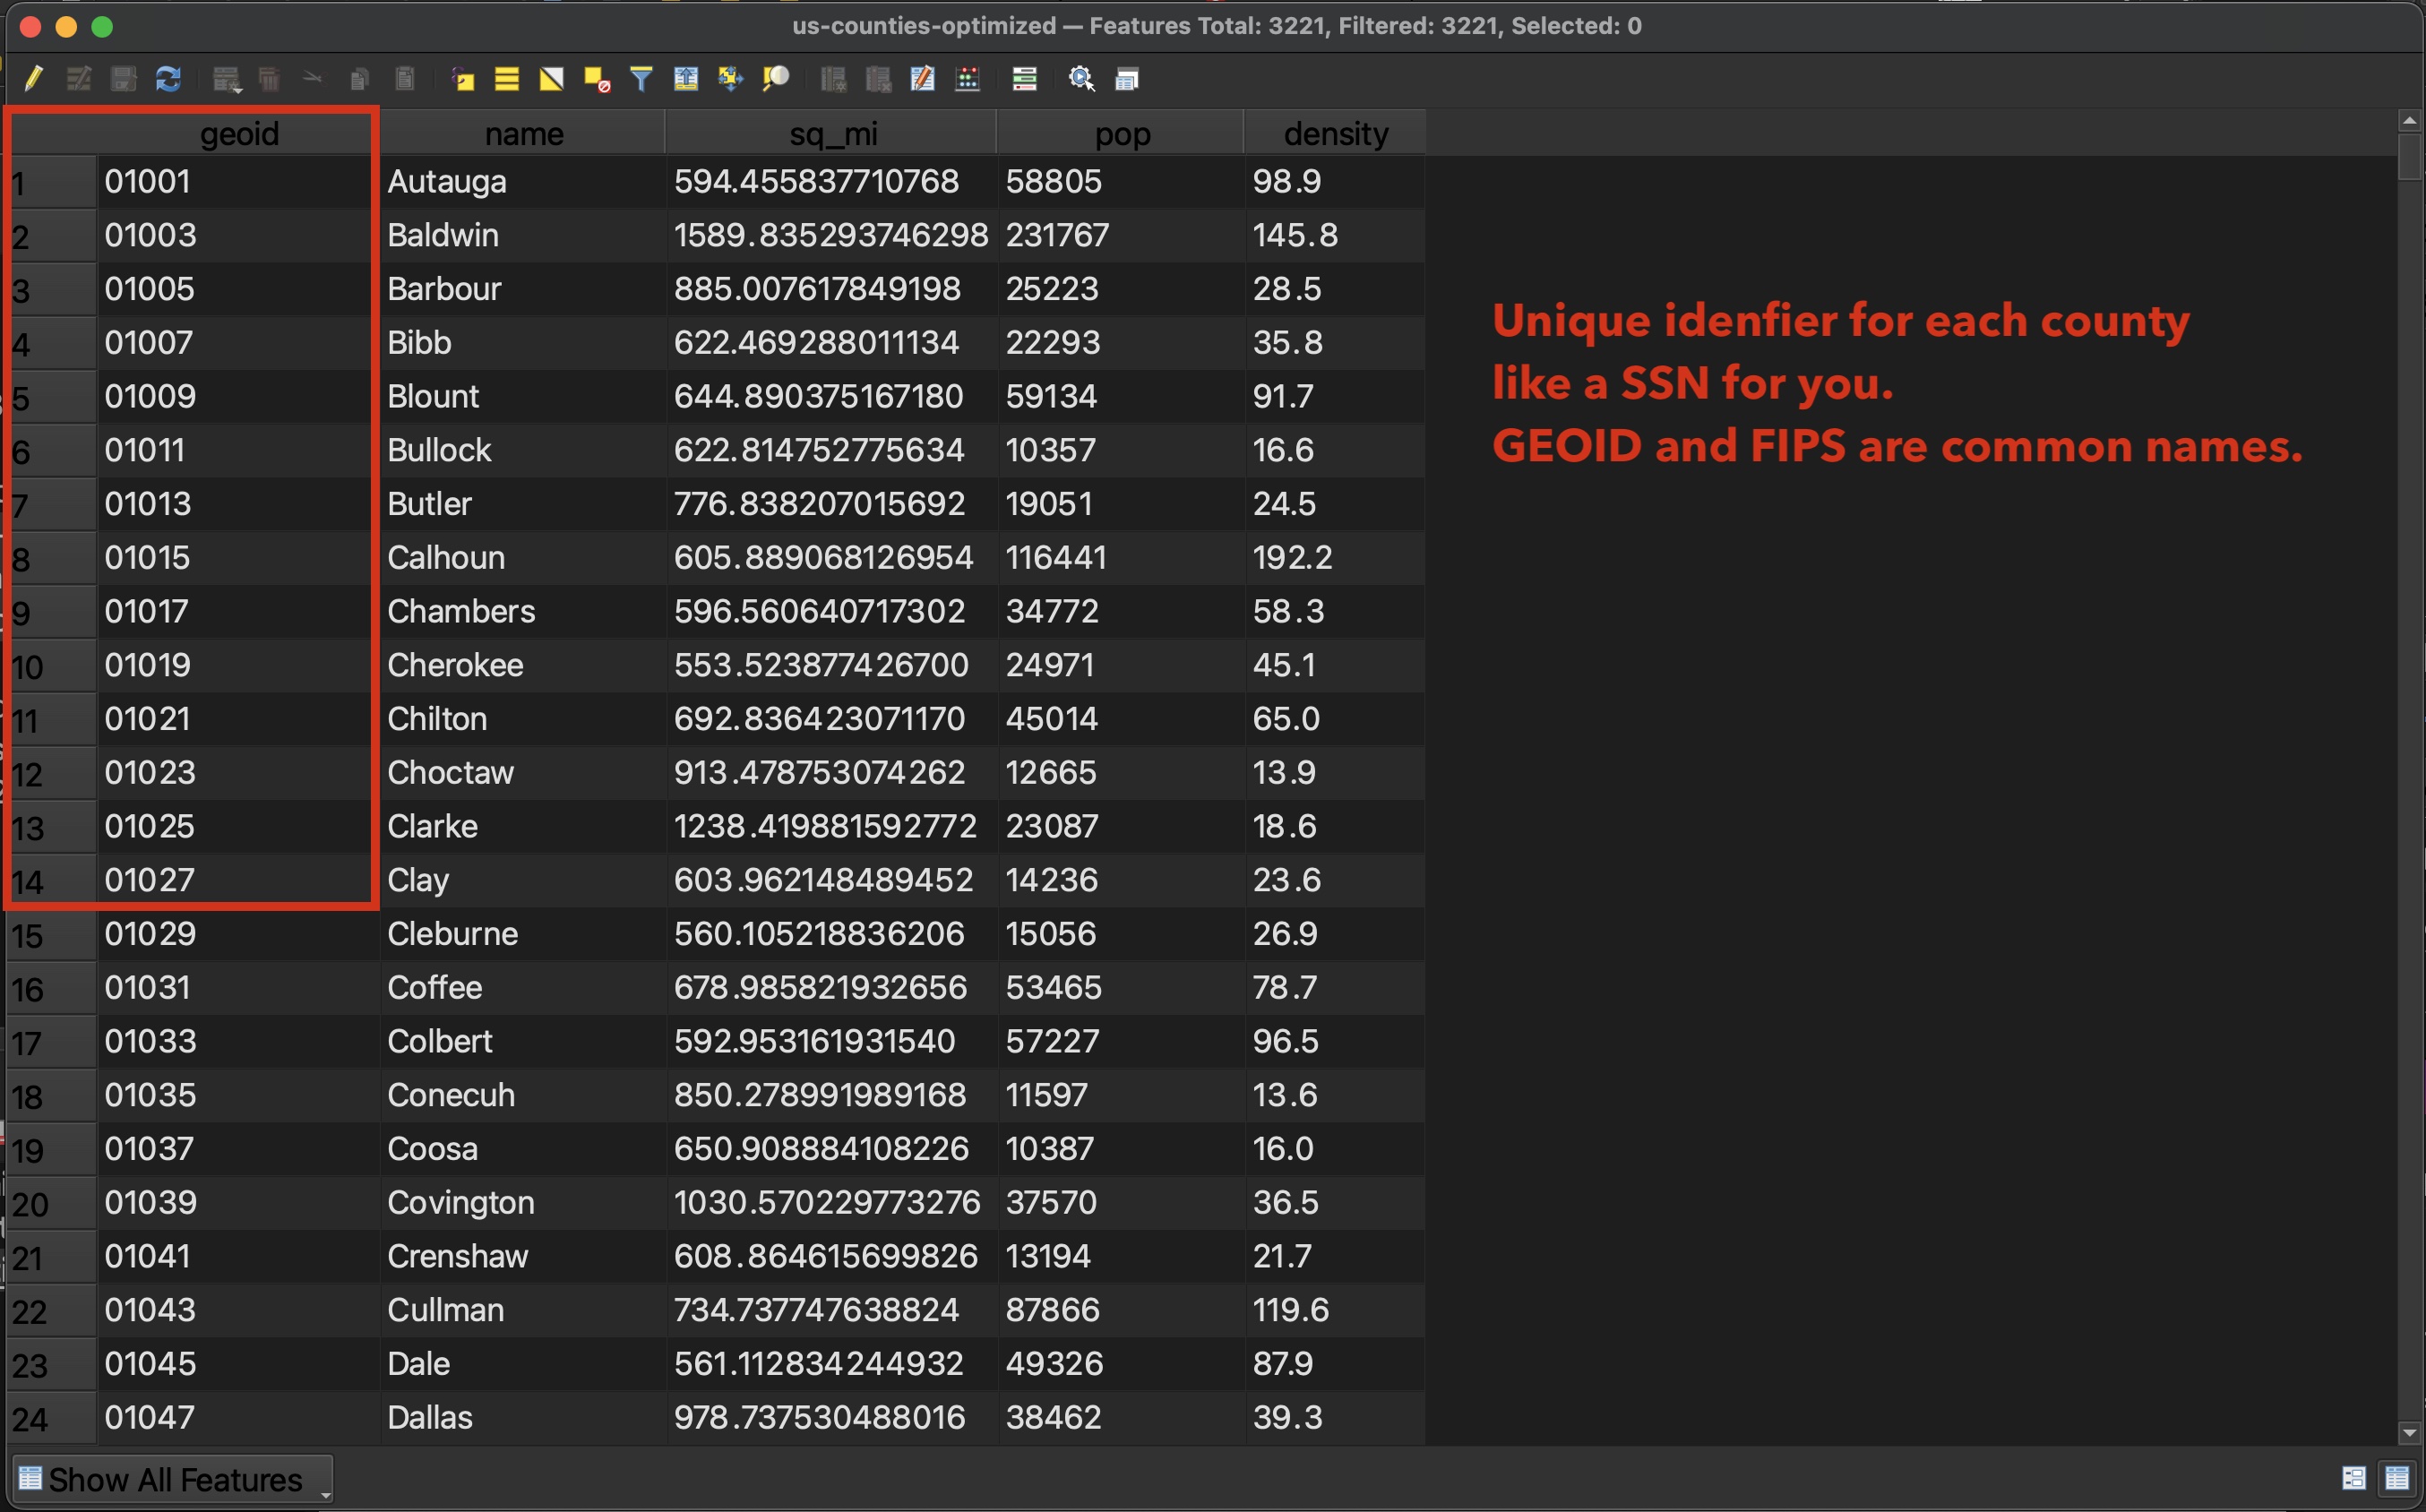 us-counties-optimized — Features Total: 3221, Filtered: 3221, Selected: 0
geoid name sq_mi pop density
1 01001 Autauga 594.455837710768 58805 98.9
2 01003 Baldwin 1589.835293746298 231767 145.8
3 01005 Barbour 885.007617849198 25223 28.5
4 01007 Bibb 622.469288011134 22293 35.8
5 01009 Blount 644.890375167180 59134 91.7
6 01011 Bullock 622.814752775634 10357 16.6
7 01013 Butler 776.838207015692 19051 24.5
8 01015 Calhoun 605.889068126954 116441 192.2
9 01017 Chambers 596.560640717302 34772 58.3
10 01019 Cherokee 553.523877426700 24971 45.1
11 01021 Chilton 692.836423071170 45014 65.0
12 01023 Choctaw 913.478753074262 12665 13.9
13 01025 Clarke 1238.419881592772 23087 18.6
14 01027 Clay 603.962148489452 14236 23.6
15 01029 Cleburne 560.105218836206 15056 26.9
16 01031 Coffee 678.985821932656 53465 78.7
17 01033 Colbert 592.953161931540 57227 96.5
18 01035 Conecuh 850.278991989168 11597 13.6
19 01037 Coosa 650.908884108226 10387 16.0
20 01039 Covington 1030.570229773276 37570 36.5
21 01041 Crenshaw 608.864615699826 13194 21.7
22 01043 Cullman 734.737747638824 87866 119.6
23 01045 Dale 561.112834244932 49326 87.9
24 01047 Dallas 978.737530488016 38462 39.3
Unique idenfier for each county
like a SSN for you.
GEOID and FIPS are common names.
Show All Features